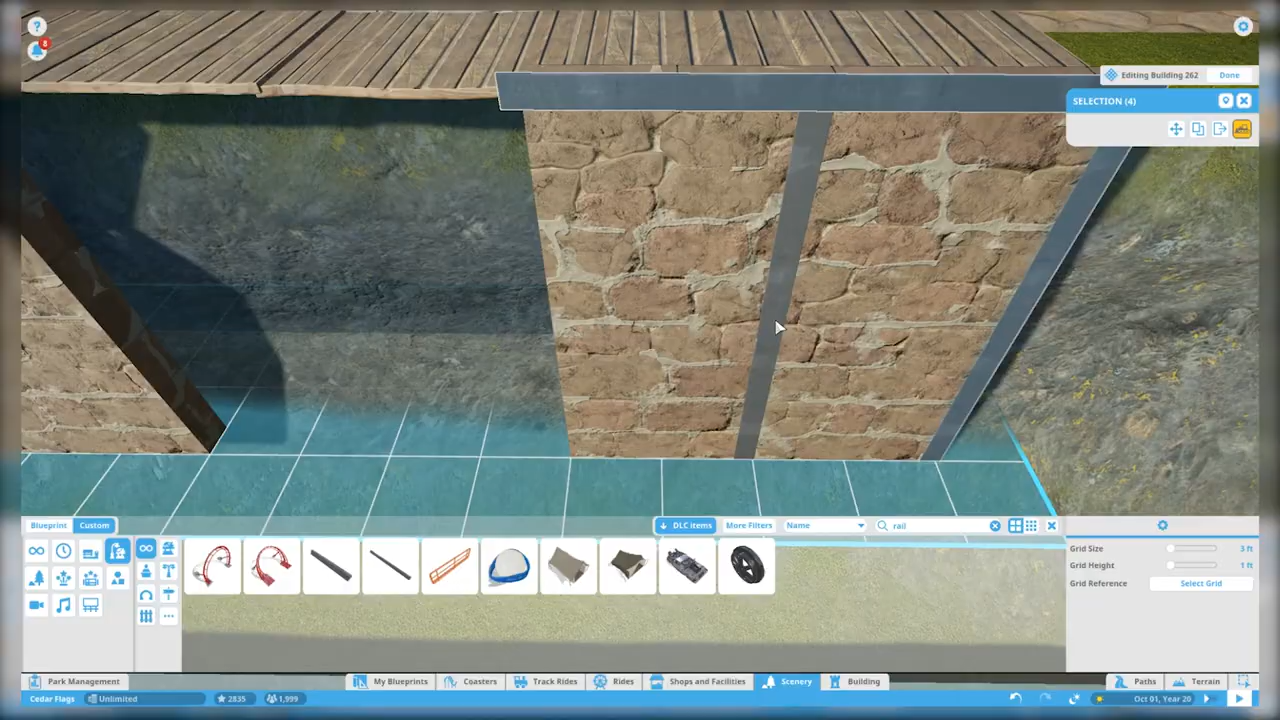 ?
8
Editing Building 262 Done
SELECTION (4)
Blueprint Custom DLC items More Filters Name rail
Grid Size 3 ft
Grid Height 1 ft
Grid Reference Select Grid
Park Management My Blueprints Coasters Track Rides Rides Shops and Facilities Scenery Building Paths Terrain
Cedar Flags Unlimited 2835 1,999 Oct 01, Year 20